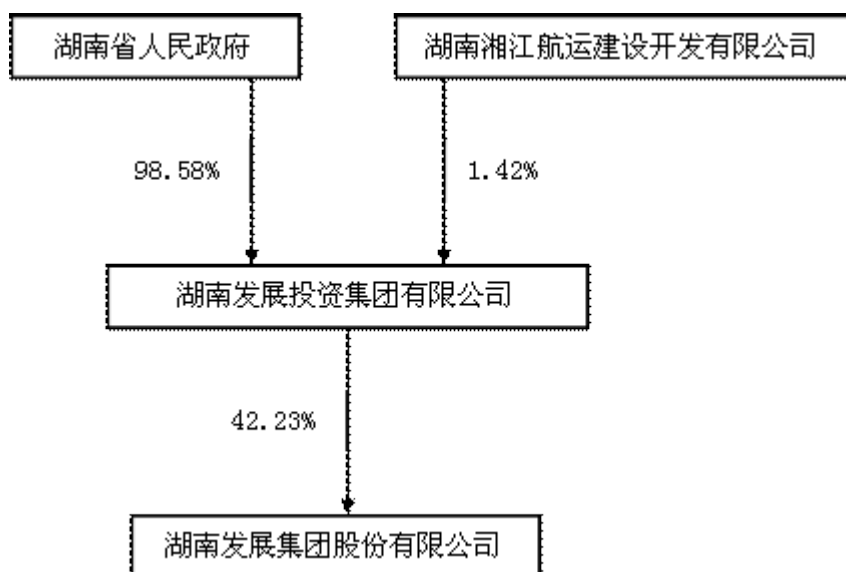 湖南省人民政府
湖南湘江航运建设开发有限公司
98.58%
1.42%
湖南发展投资集团有限公司
42.23%
湖南发展集团股份有限公司